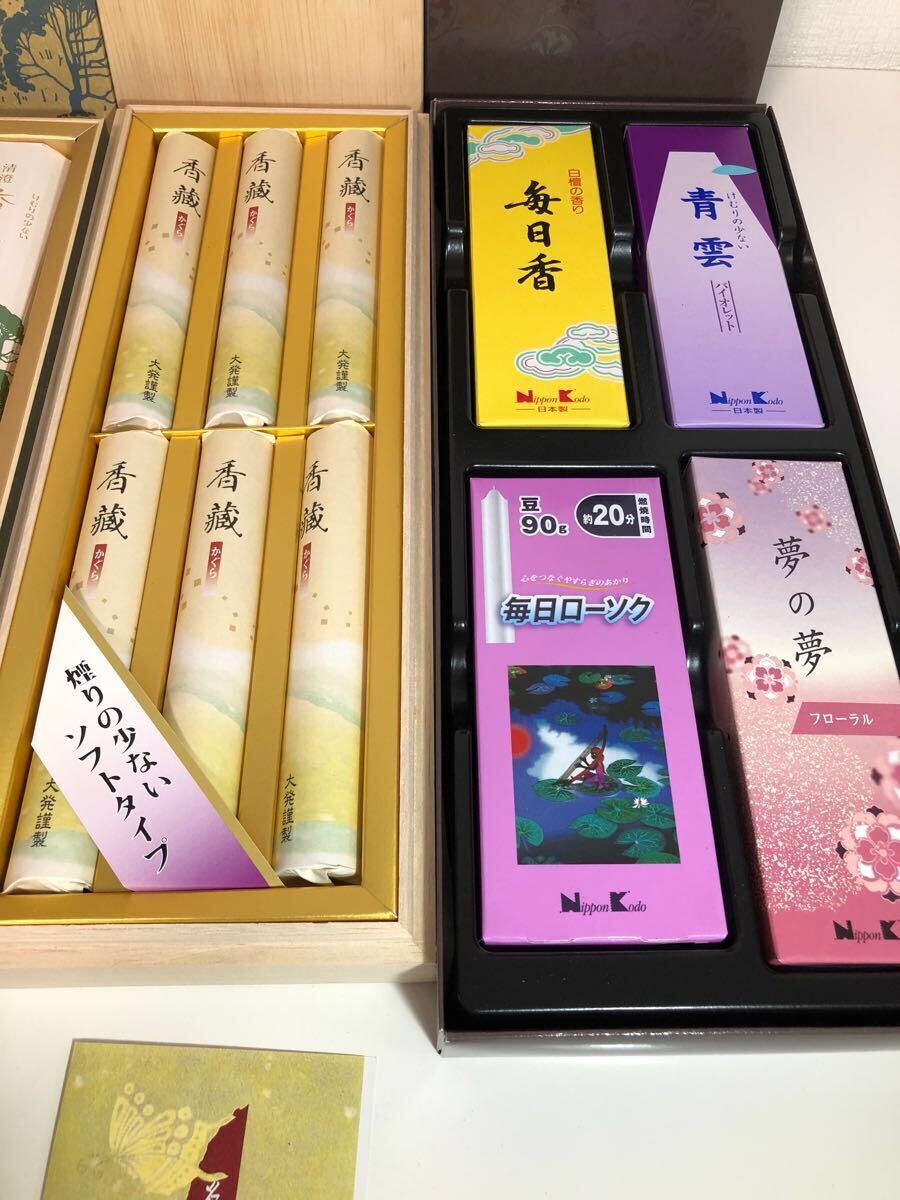 清澄
けむりの少ない
香藏
かぐら
大発謹製
香藏
かぐら
大発謹製
香藏
かぐら
大発謹製
香藏
かぐら
大発謹製
香藏
かぐら
香藏
かぐら
大発謹製
煙りの少ない
ソフトタイプ
白檀の香り
毎日香
Nippon Kodo
日本製
けむりの少ない
青雲
バイオレット
Nippon Kodo
日本製
豆
90g
約20分
燃焼時間
心をつなぐやすらぎのあかり
毎日ローソク
Nippon Kodo
夢の夢
フローラル
Nippon K